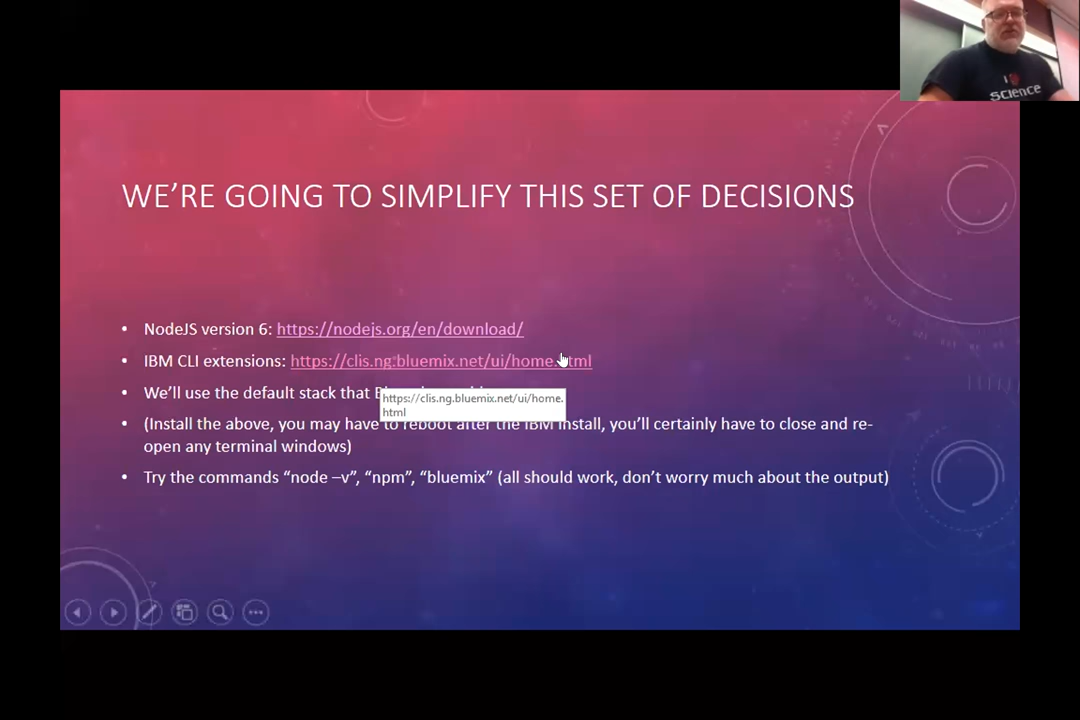 I
SCIENCE
WE'RE GOING TO SIMPLIFY THIS SET OF DECISIONS
• NodeJS version 6: https://nodejs.org/en/download/
• IBM CLI extensions: https://clis.ng.bluemix.net/ui/home.html
• We'll use the default stack that
https://clis.ng.bluemix.net/ui/home.
html
• (Install the above, you may have to reboot after the IBM install, you'll certainly have to close and re-
open any terminal windows)
• Try the commands "node –v", "npm", "bluemix" (all should work, don't worry much about the output)